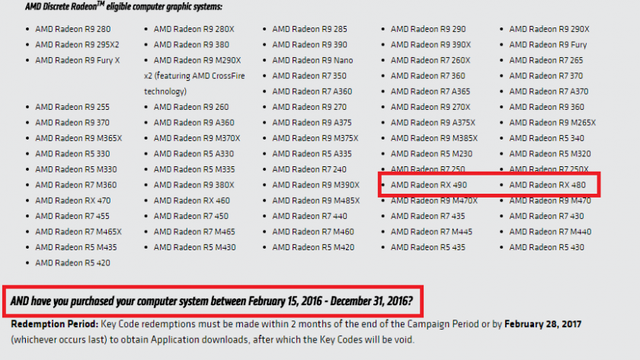 AMD Discrete Radeon™ eligible computer graphic systems:
• AMD Radeon R9 280 • AMD Radeon R9 280X • AMD Radeon R9 285 • AMD Radeon R9 290 • AMD Radeon R9 290X
• AMD Radeon R9 295X2 • AMD Radeon R9 380 • AMD Radeon R9 390 • AMD Radeon R9 390X • AMD Radeon R9 Fury
• AMD Radeon R9 Fury X • AMD Radeon R9 M290X • AMD Radeon R9 Nano • AMD Radeon R7 260X • AMD Radeon R7 265
x2 (featuring AMD CrossFire • AMD Radeon R7 350 • AMD Radeon R7 360 • AMD Radeon R7 370
technology) • AMD Radeon R7 A360 • AMD Radeon R7 A365 • AMD Radeon R7 A370
• AMD Radeon R9 255 • AMD Radeon R9 260 • AMD Radeon R9 270 • AMD Radeon R9 270X • AMD Radeon R9 360
• AMD Radeon R9 370 • AMD Radeon R9 A360 • AMD Radeon R9 A375 • AMD Radeon R9 A375X • AMD Radeon R9 M265X
• AMD Radeon R9 M365X • AMD Radeon R9 M370X • AMD Radeon R9 M375X • AMD Radeon R9 M385X • AMD Radeon R5 340
• AMD Radeon R5 330 • AMD Radeon R5 A330 • AMD Radeon R5 A335 • AMD Radeon R5 M230 • AMD Radeon R5 M320
• AMD Radeon R5 M330 • AMD Radeon R5 M335 • AMD Radeon R7 240 • AMD Radeon R7 250 • AMD Radeon R7 250X
• AMD Radeon R7 M360 • AMD Radeon R9 380X • AMD Radeon R9 M390X • AMD Radeon RX 490 • AMD Radeon RX 480
• AMD Radeon RX 470 • AMD Radeon RX 460 • AMD Radeon R9 M485X • AMD Radeon R9 M470X • AMD Radeon R9 M470
• AMD Radeon R7 455 • AMD Radeon R7 450 • AMD Radeon R7 440 • AMD Radeon R7 435 • AMD Radeon R7 430
• AMD Radeon R7 M465X • AMD Radeon R7 M465 • AMD Radeon R7 M460 • AMD Radeon R7 M445 • AMD Radeon R7 M440
• AMD Radeon R5 M435 • AMD Radeon R5 M430 • AMD Radeon R5 M420 • AMD Radeon R5 435 • AMD Radeon R5 430
• AMD Radeon R5 420
AND have you purchased your computer system between February 15, 2016 - December 31, 2016?
Redemption Period: Key Code redemptions must be made within 2 months of the end of the Campaign Period or by February 28, 2017
(whichever occurs last) to obtain Application downloads, after which the Key Codes will be void.